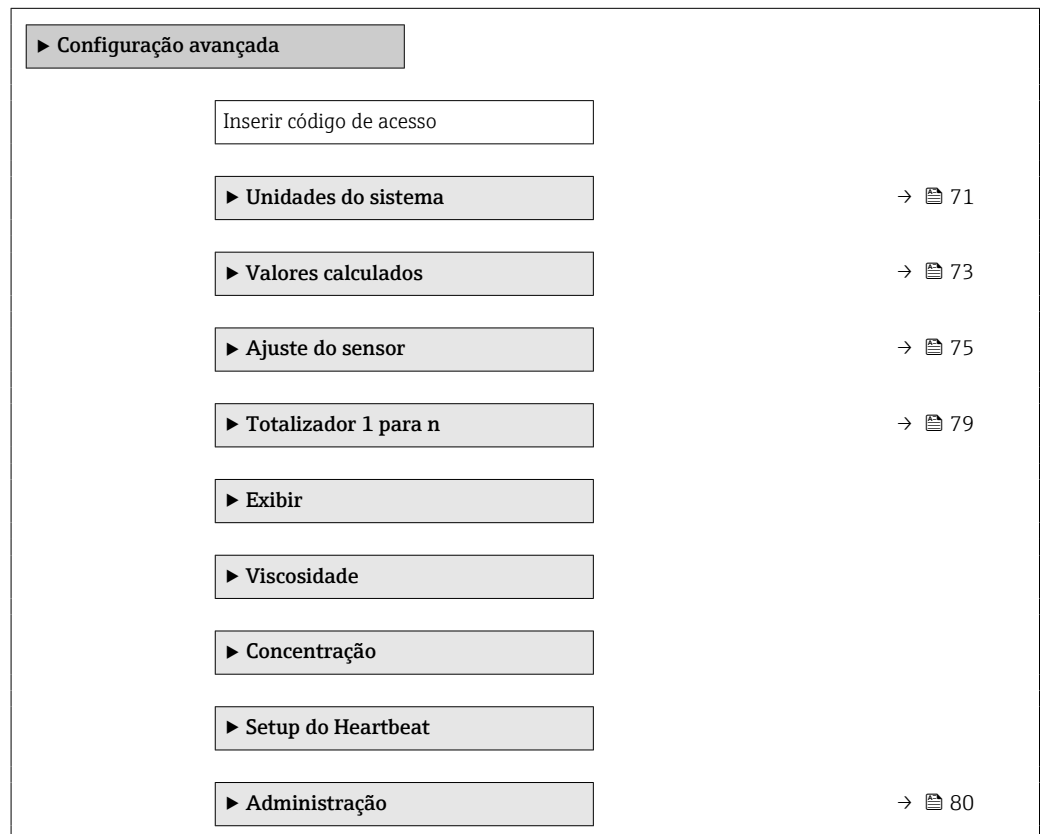 ▶ Configuração avançada
Inserir código de acesso
▶ Unidades do sistema → 71
▶ Valores calculados → 73
▶ Ajuste do sensor → 75
▶ Totalizador 1 para n → 79
▶ Exibir
▶ Viscosidade
▶ Concentração
▶ Setup do Heartbeat
▶ Administração → 80